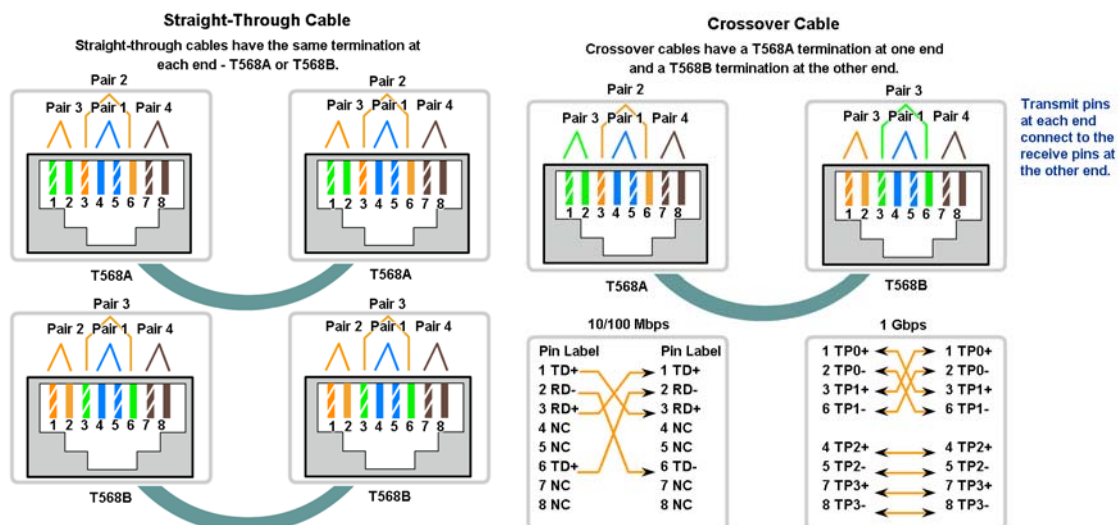 Straight-Through Cable
Straight-through cables have the same termination at
each end - T568A or T568B.
Pair 2
Pair 3 Pair 1 Pair 4
1 2 3 4 5 6 7 8
T568A
Pair 2
Pair 3 Pair 1 Pair 4
1 2 3 4 5 6 7 8
T568A
Pair 3
Pair 2 Pair 1 Pair 4
1 2 3 4 5 6 7 8
T568B
Pair 3
Pair 2 Pair 1 Pair 4
1 2 3 4 5 6 7 8
T568B
Crossover Cable
Crossover cables have a T568A termination at one end
and a T568B termination at the other end.
Pair 2
Pair 3 Pair 1 Pair 4
1 2 3 4 5 6 7 8
T568A
Pair 3
Pair 2 Pair 1 Pair 4
1 2 3 4 5 6 7 8
T568B
Transmit pins
at each end
connect to the
receive pins at
the other end.
10/100 Mbps
Pin Label Pin Label
1 TD+ 1 TD+
2 RD- 2 RD-
3 RD+ 3 RD+
4 NC 4 NC
5 NC 5 NC
6 TD+ 6 TD-
7 NC 7 NC
8 NC 8 NC
1 Gbps
1 TP0+ 1 TP0+
2 TP0- 2 TP0-
3 TP1+ 3 TP1+
6 TP1- 6 TP1-
4 TP2+ 4 TP2+
5 TP2- 5 TP2-
7 TP3+ 7 TP3+
8 TP3- 8 TP3-